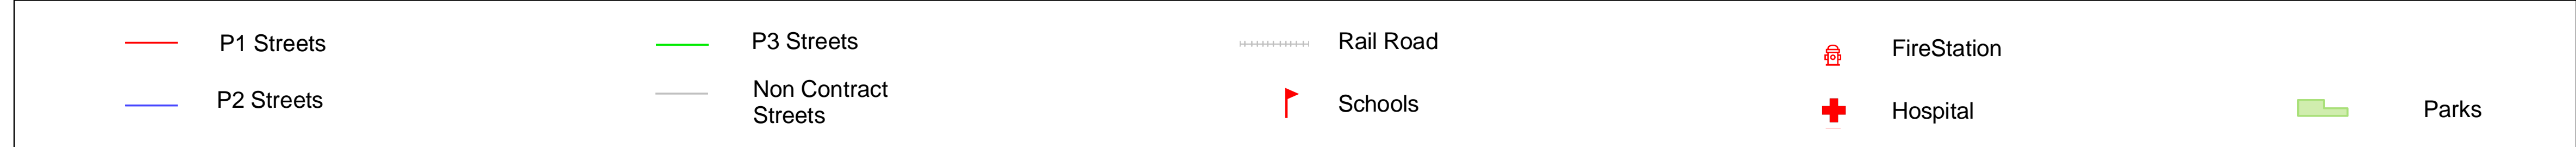 P1 Streets
P2 Streets
P3 Streets
Non Contract
Streets
Rail Road
Schools
FireStation
Hospital
Parks